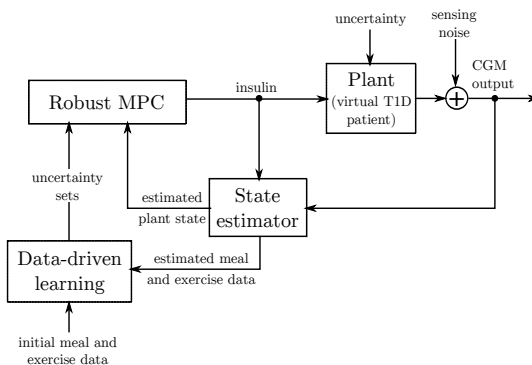 uncertainty
sensing
noise
CGM
output
Robust MPC
insulin
Plant
(virtual T1D
patient)
+
uncertainty
sets
estimated
plant state
State
estimator
Data-driven
learning
estimated meal
and exercise data
initial meal and
exercise data